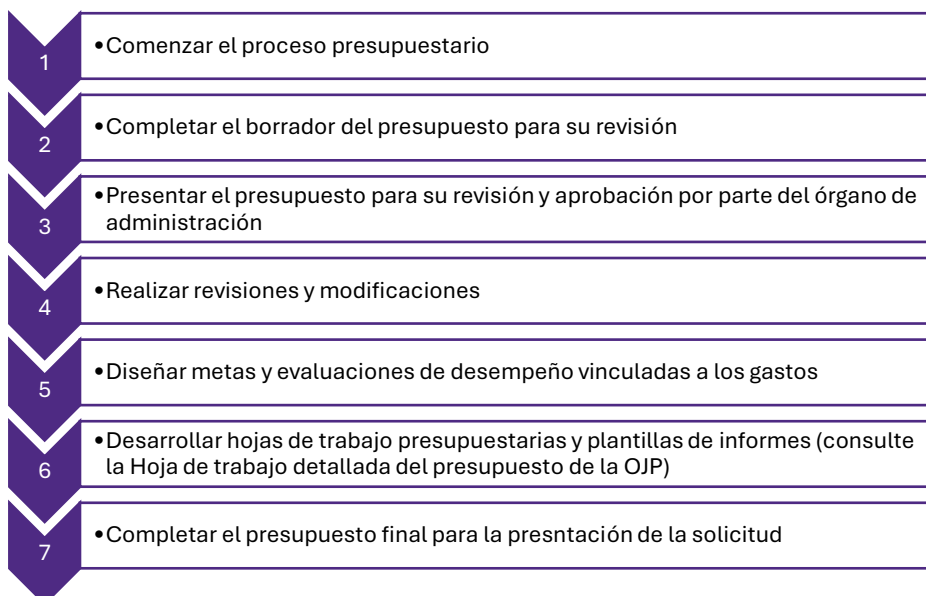 1
•Comenzar el proceso presupuestario
2
•Completar el borrador del presupuesto para su revisión
3
•Presentar el presupuesto para su revisión y aprobación por parte del órgano de
administración
4
•Realizar revisiones y modificaciones
5
•Diseñar metas y evaluaciones de desempeño vinculadas a los gastos
6
•Desarrollar hojas de trabajo presupuestarias y plantillas de informes (consulte
la Hoja de trabajo detallada del presupuesto de la OJP)
7
•Completar el presupuesto final para la presntación de la solicitud